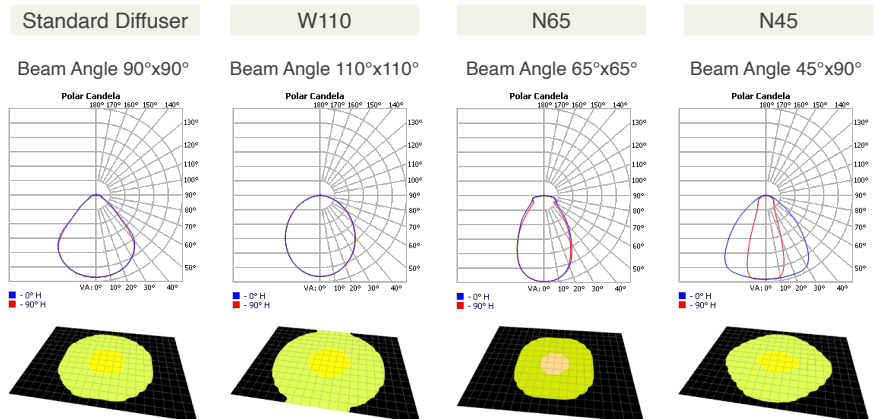 Standard Diffuser
Beam Angle 90°x90°
Polar Candela
180° 170° 160° 150° 140°
130°
120°
110°
100°
90°
80°
70°
60°
50°
VA: 0° 10° 20° 30° 40°
- 0° H
- 90° H
W110
Beam Angle 110°x110°
Polar Candela
180° 170° 160° 150° 140°
130°
120°
110°
100°
90°
80°
70°
60°
50°
VA: 0° 10° 20° 30° 40°
- 0° H
- 90° H
N65
Beam Angle 65°x65°
Polar Candela
180° 170° 160° 150° 140°
130°
120°
110°
100°
90°
80°
70°
60°
50°
VA: 0° 10° 20° 30° 40°
- 0° H
- 90° H
N45
Beam Angle 45°x90°
Polar Candela
180° 170° 160° 150° 140°
130°
120°
110°
100°
90°
80°
70°
60°
50°
VA: 0° 10° 20° 30° 40°
- 0° H
- 90° H